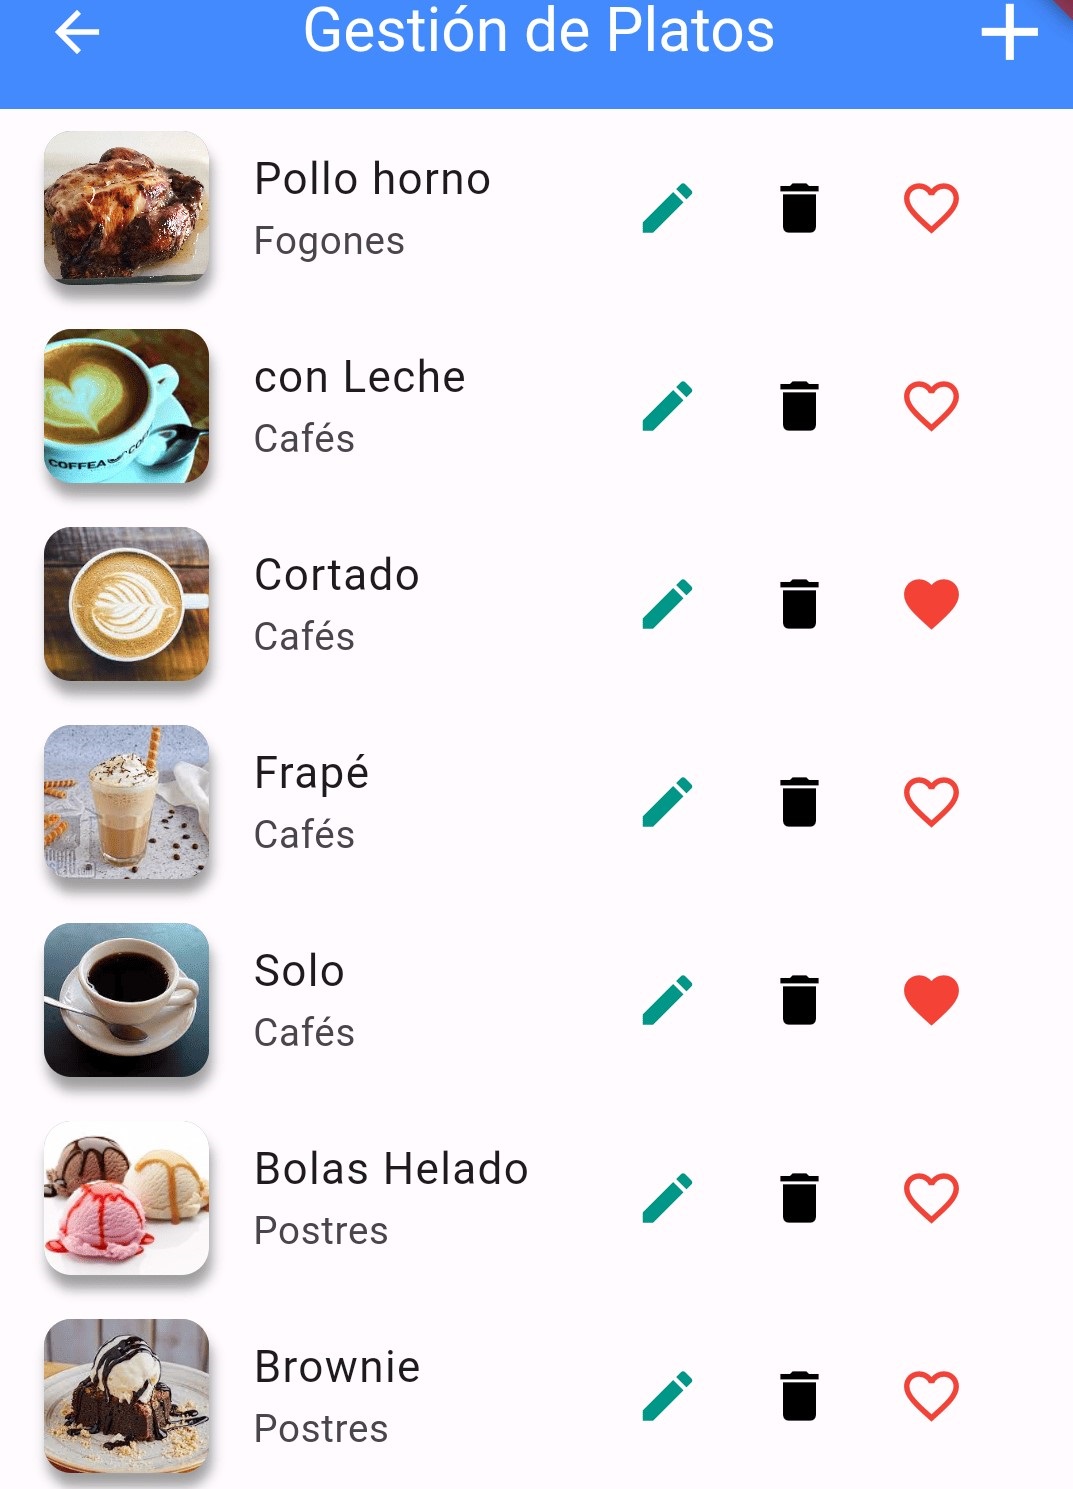 Gestión de Platos
Pollo horno
Fogones
con Leche
Cafés
COFFEA
Cortado
Cafés
Frapé
Cafés
Solo
Cafés
Bolas Helado
Postres
Brownie
Postres